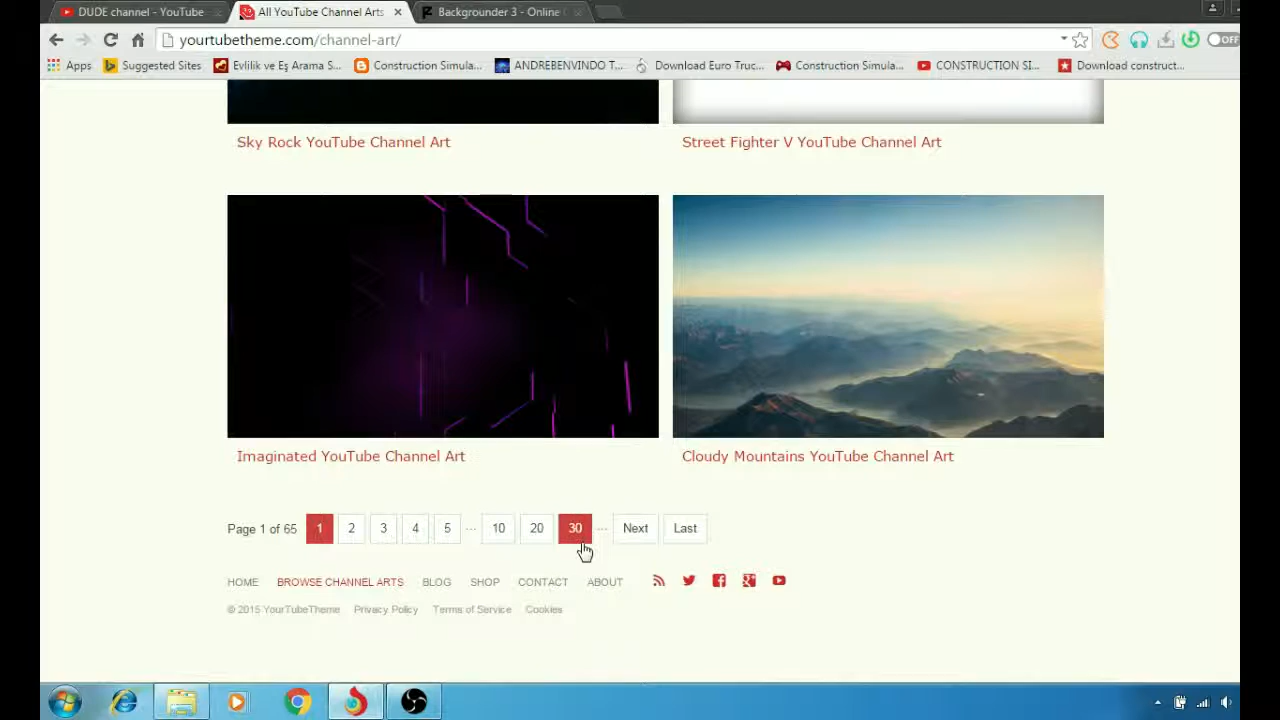 DUDE channel - YouTube
All YouTube Channel Arts
Backgrounder 3 - Online
yourtubetheme.com/channel-art/
OFF
Apps
Suggested Sites
Evlilik ve Eş Arama S...
Construction Simula...
ANDREBENVINDO T...
Download Euro Truc...
Construction Simula...
CONSTRUCTION SI...
Download construct...
Sky Rock YouTube Channel Art
Street Fighter V YouTube Channel Art
Imaginated YouTube Channel Art
Cloudy Mountains YouTube Channel Art
Page 1 of 65 1 2 3 4 5 ... 10 20 30 ... Next Last
HOME BROWSE CHANNEL ARTS BLOG SHOP CONTACT ABOUT
© 2015 YourTubeTheme Privacy Policy Terms of Service Cookies